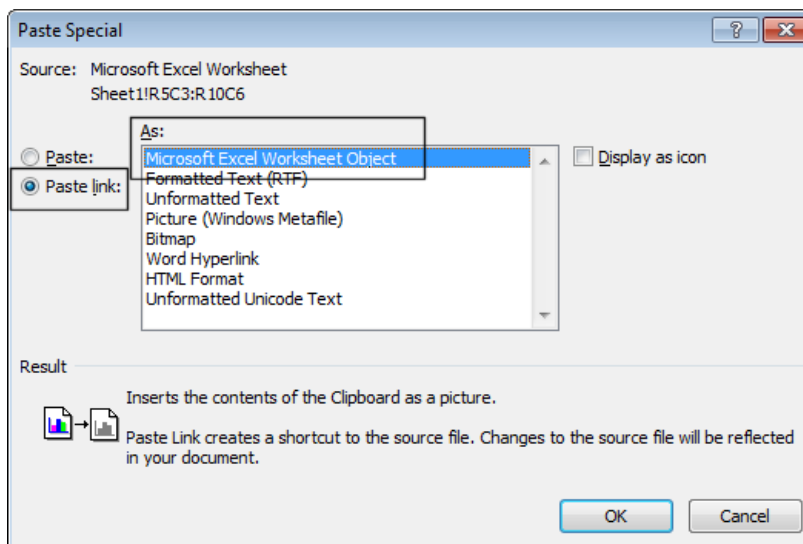 Paste Special
Source: Microsoft Excel Worksheet
Sheet1!R5C3:R10C6
As:
Paste:
Paste link:
Microsoft Excel Worksheet Object
Formatted Text (RTF)
Unformatted Text
Picture (Windows Metafile)
Bitmap
Word Hyperlink
HTML Format
Unformatted Unicode Text
Display as icon
Result
Inserts the contents of the Clipboard as a picture.
Paste Link creates a shortcut to the source file. Changes to the source file will be reflected
in your document.
OK
Cancel